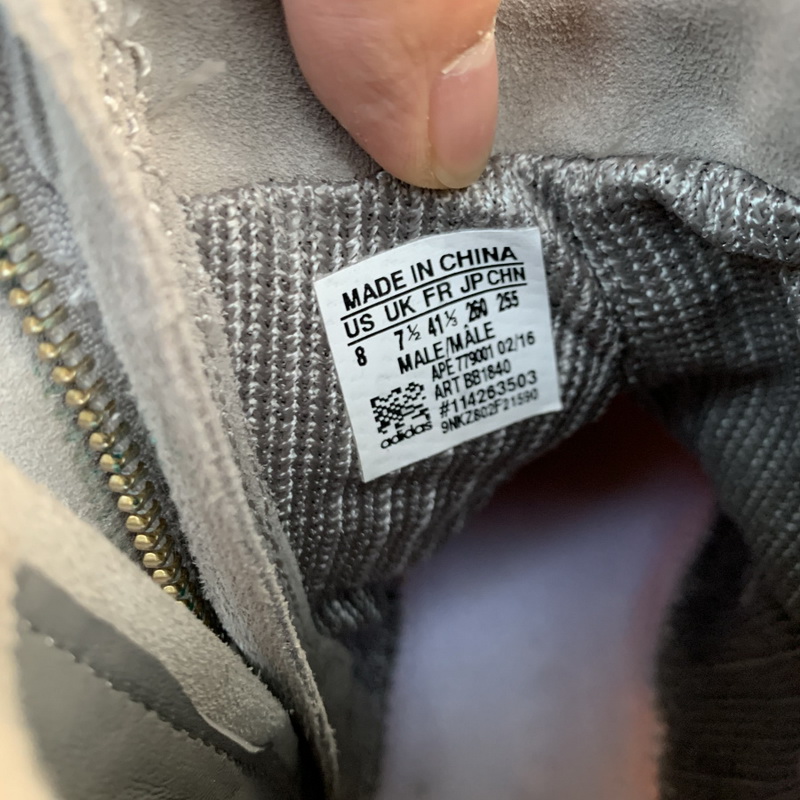 MADE IN CHINA
US UK FR JP CHN
8 7½ 41⅓ 260 255
MALE/MÂLE
APE 779001 02/16
ART BB1840
#114263503
9NKZB02F21590
adidas